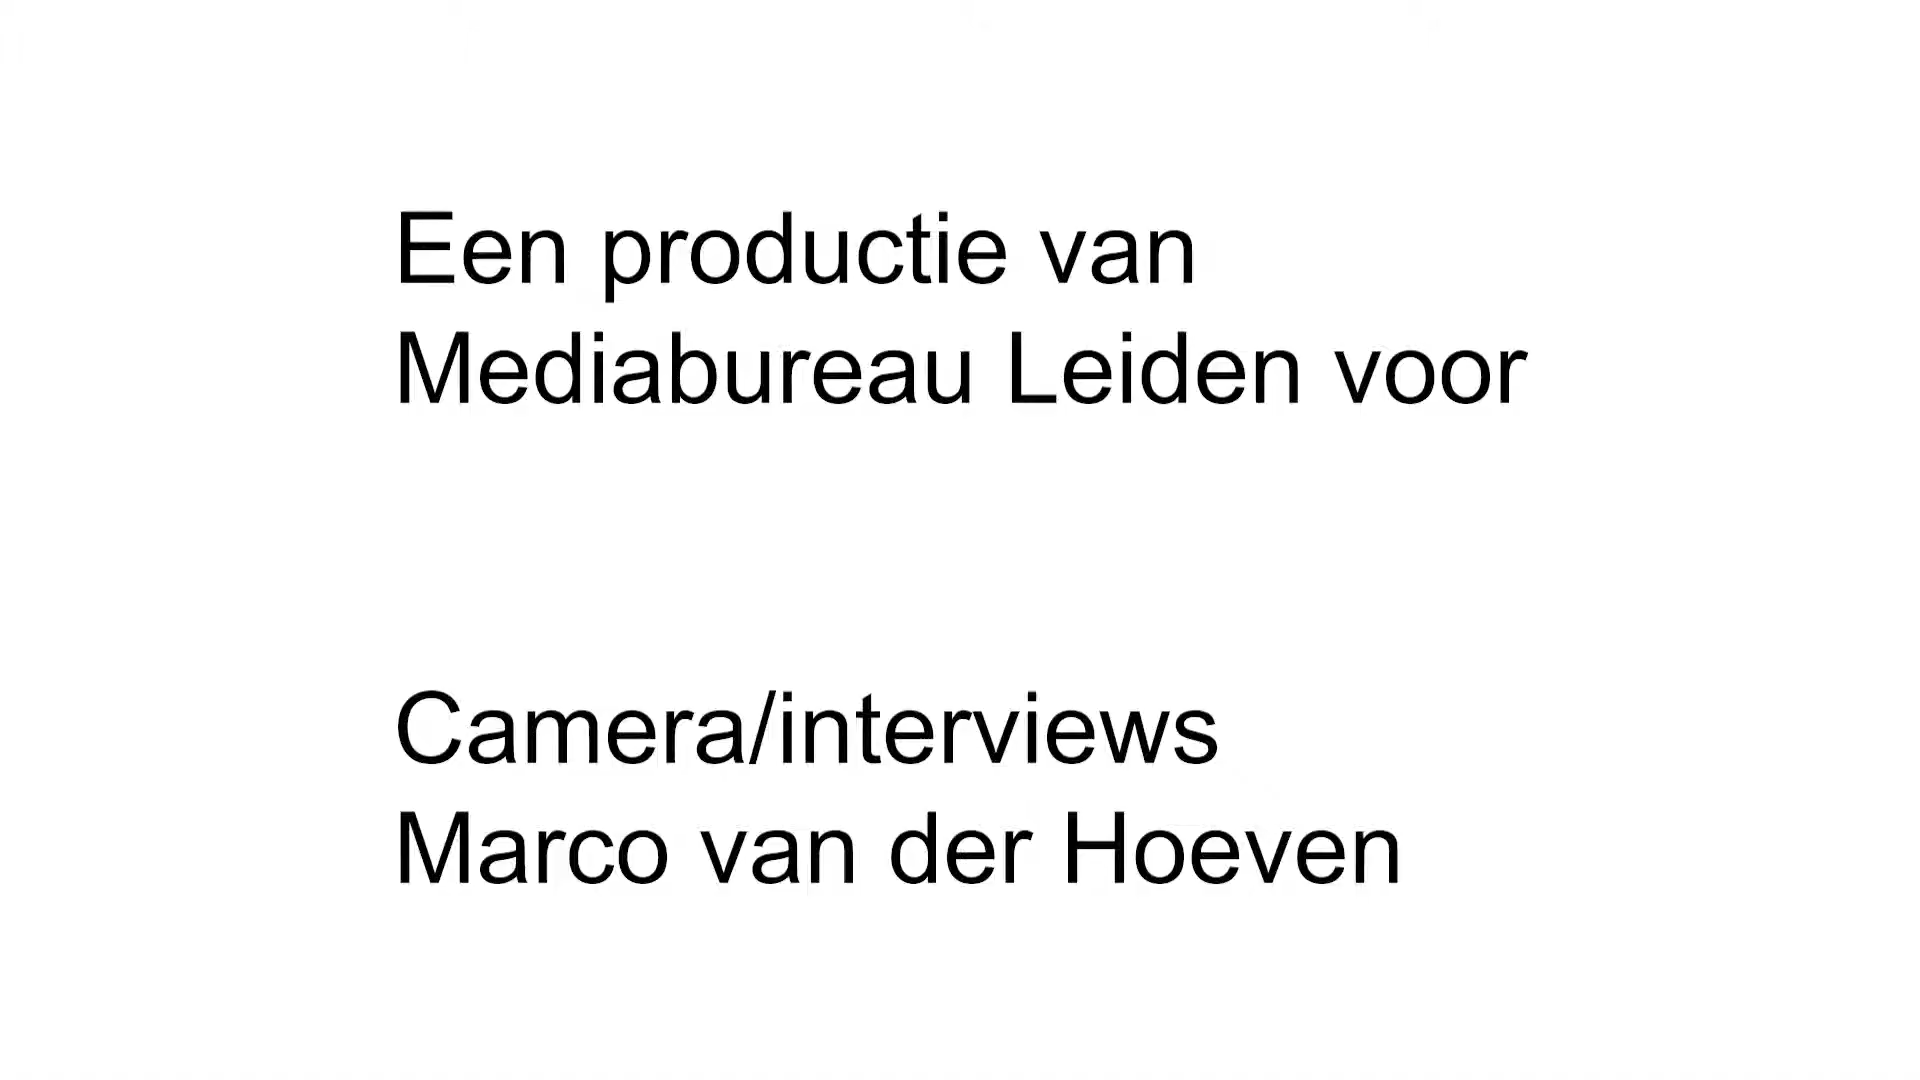 Een productie van
Mediabureau Leiden voor
Camera/interviews
Marco van der Hoeven